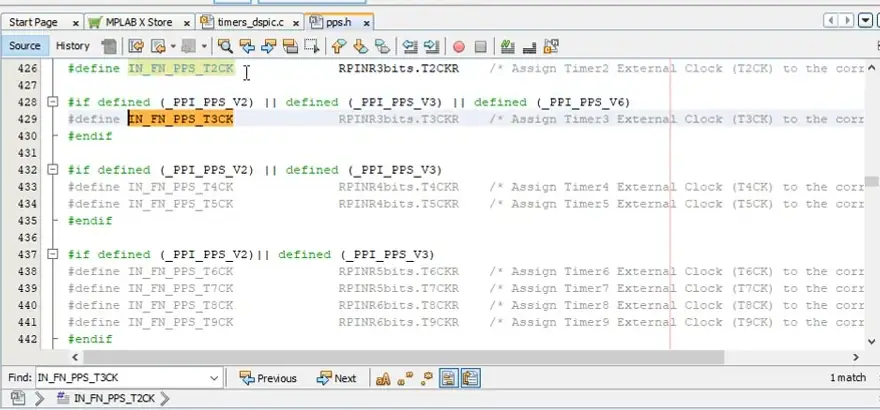 Start Page MPLAB X Store timers_dspic.c pps.h
Source History
426 #define IN_FN_PPS_T2CK RPINR3bits.T2CKR /* Assign Timer2 External Clock (T2CK) to the corr
427
428 #if defined (_PPI_PPS_V2) || defined (_PPI_PPS_V3) || defined (_PPI_PPS_V6)
429 #define IN_FN_PPS_T3CK RPINR3bits.T3CKR /* Assign Timer3 External Clock (T3CK) to the corr
430 #endif
431
432 #if defined (_PPI_PPS_V2) || defined (_PPI_PPS_V3)
433 #define IN_FN_PPS_T4CK RPINR4bits.T4CKR /* Assign Timer4 External Clock (T4CK) to the corr
434 #define IN_FN_PPS_T5CK RPINR4bits.T5CKR /* Assign Timer5 External Clock (T5CK) to the corr
435 #endif
436
437 #if defined (_PPI_PPS_V2)|| defined (_PPI_PPS_V3)
438 #define IN_FN_PPS_T6CK RPINR5bits.T6CKR /* Assign Timer6 External Clock (T6CK) to the corr
439 #define IN_FN_PPS_T7CK RPINR5bits.T7CKR /* Assign Timer7 External Clock (T7CK) to the corr
440 #define IN_FN_PPS_T8CK RPINR6bits.T8CKR /* Assign Timer8 External Clock (T8CK) to the corr
441 #define IN_FN_PPS_T9CK RPINR6bits.T9CKR /* Assign Timer9 External Clock (T9CK) to the corr
442 #endif
Find: IN_FN_PPS_T3CK Previous Next 1 match
IN_FN_PPS_T2CK